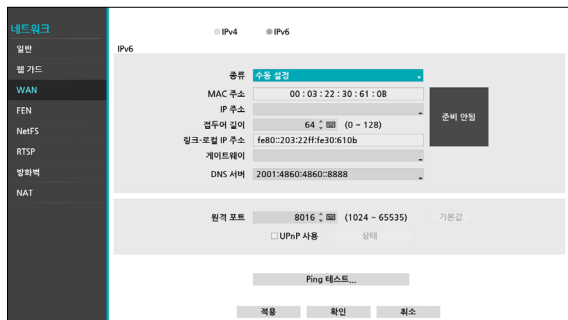 네트워크
일반
웹 가드
WAN
FEN
NetFS
RTSP
방화벽
NAT
IPv4 IPv6
IPv6
종류 수동 설정
MAC 주소 00 : 03 : 22 : 30 : 61 : 0B
IP 주소
접두어 길이 64 (0 ~ 128)
링크-로컬 IP 주소 fe80::203:22ff:fe30:610b
게이트웨이
DNS 서버 2001:4860:4860::8888
준비 안됨
원격 포트 8016 (1024 ~ 65535) 기본값
UPnP 사용 상태
Ping 테스트...
적용 확인 취소